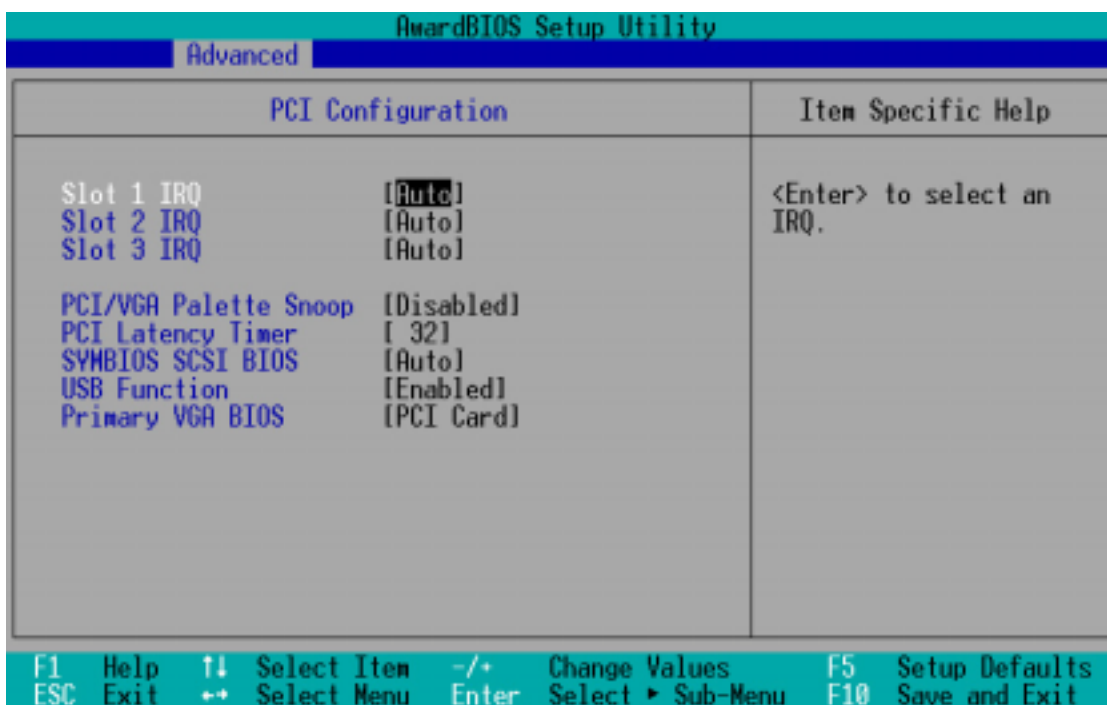 AwardBIOS Setup Utility
Advanced
PCI Configuration
Item Specific Help
Slot 1 IRQ [Auto]
Slot 2 IRQ [Auto]
Slot 3 IRQ [Auto]
PCI/VGA Palette Snoop [Disabled]
PCI Latency Timer [ 32]
SYMBIOS SCSI BIOS [Auto]
USB Function [Enabled]
Primary VGA BIOS [PCI Card]
<Enter> to select an
IRQ.
F1 Help ↑↓ Select Item -/+ Change Values F5 Setup Defaults
ESC Exit ←→ Select Menu Enter Select ► Sub-Menu F10 Save and Exit